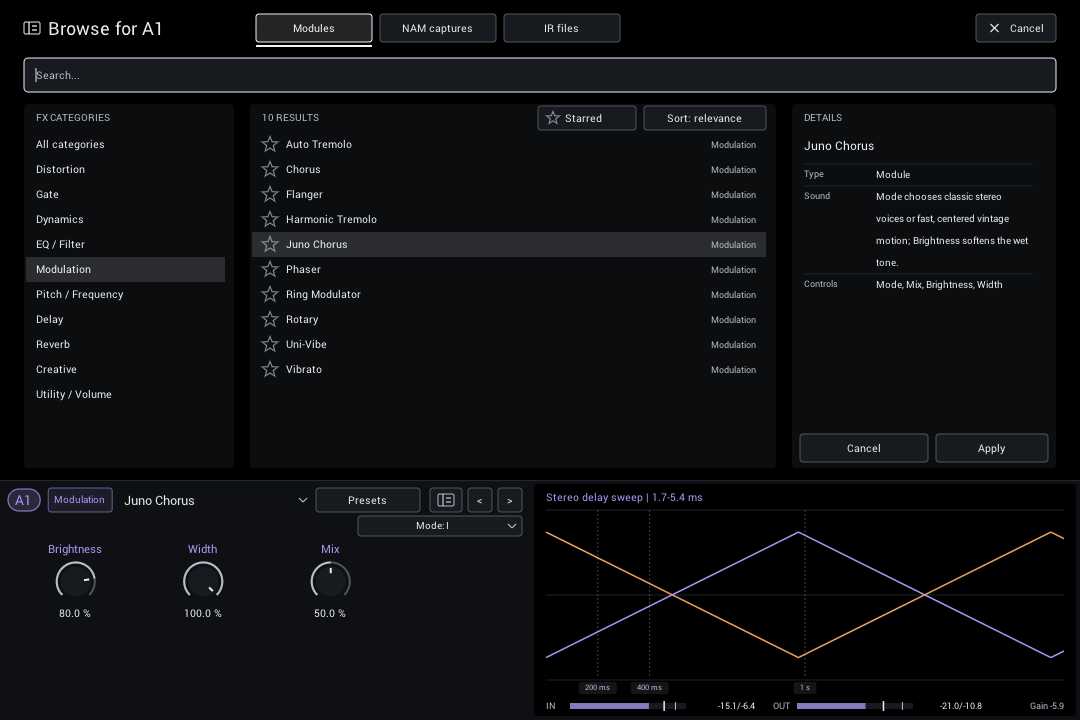 Browse for A1
Modules
NAM captures
IR files
Cancel
Search...
FX CATEGORIES
All categories
Distortion
Gate
Dynamics
EQ / Filter
Modulation
Pitch / Frequency
Delay
Reverb
Creative
Utility / Volume
10 RESULTS
Starred
Sort: relevance
Auto Tremolo Modulation
Chorus Modulation
Flanger Modulation
Harmonic Tremolo Modulation
Juno Chorus Modulation
Phaser Modulation
Ring Modulator Modulation
Rotary Modulation
Uni-Vibe Modulation
Vibrato Modulation
DETAILS
Juno Chorus
Type Module
Sound Mode chooses classic stereo
voices or fast, centered vintage
motion; Brightness softens the wet
tone.
Controls Mode, Mix, Brightness, Width
Cancel
Apply
A1 Modulation Juno Chorus Presets < >
Mode: I
Brightness Width Mix
80.0 % 100.0 % 50.0 %
Stereo delay sweep | 1.7-5.4 ms
200 ms 400 ms 1 s
IN -15.1/-6.4 OUT -21.0/-10.8 Gain -5.9